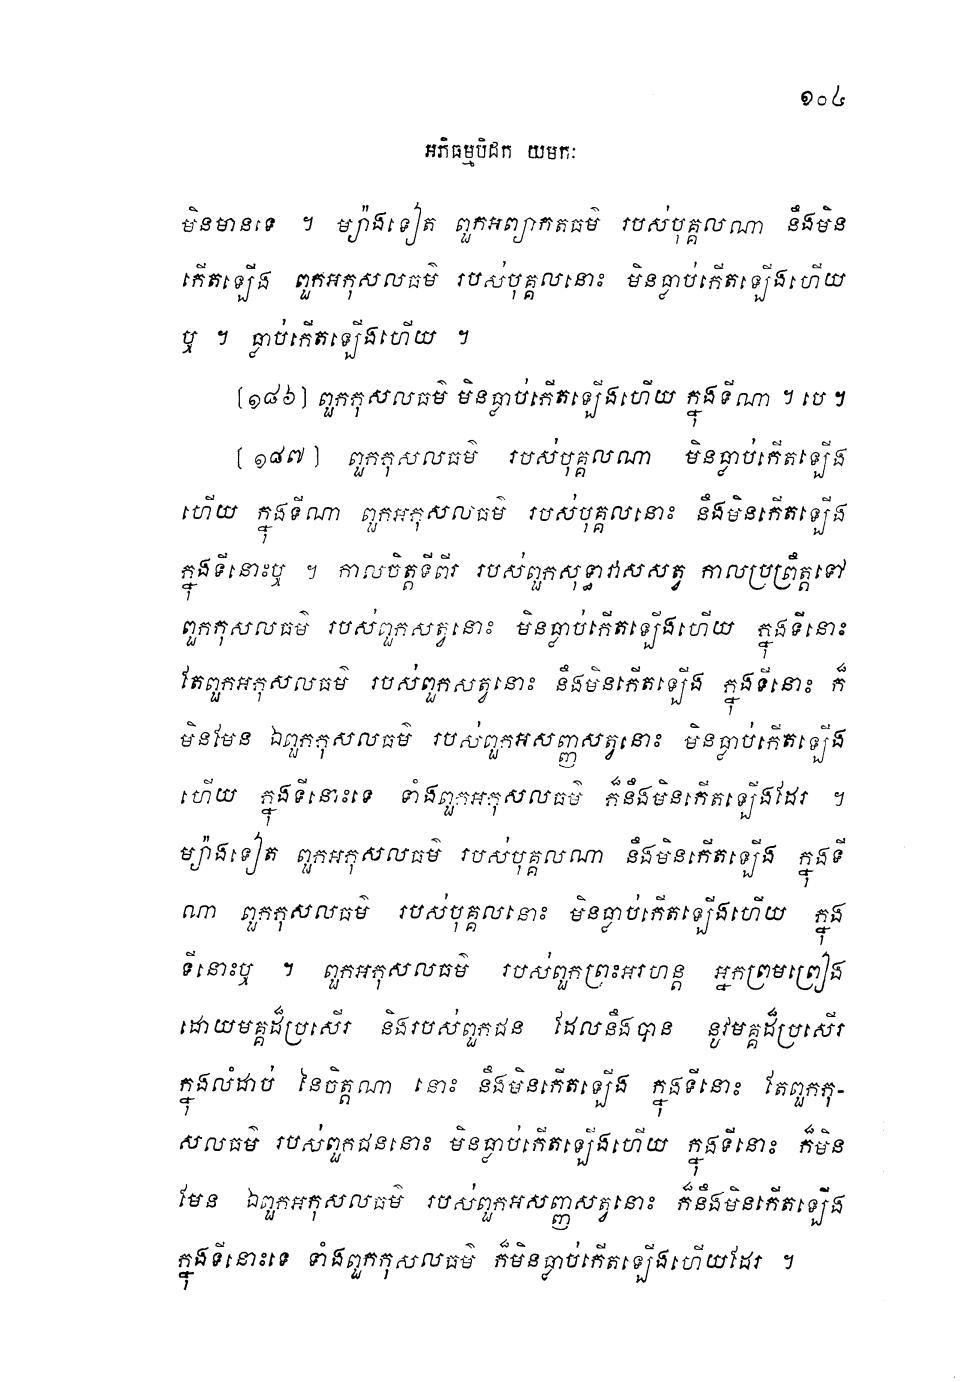 ១០៤
អភិធម្មបិដក យមកៈ
មិនមានទេ ។ ម្យ៉ាងទៀត ពួកអព្យាកតធម៌ របស់បុគ្គលណា នឹងមិន
កើតឡើង ពួកអកុសលធម៌ របស់បុគ្គលនោះ មិនធ្លាប់កើតឡើងហើយ
ឬ ។ ធ្លាប់កើតឡើងហើយ ។
[១៨៦] ពួកកុសលធម៌ មិនធ្លាប់កើតឡើងហើយ ក្នុងទីណា ។ បេ ។
[១៨៧] ពួកកុសលធម៌ របស់បុគ្គលណា មិនធ្លាប់កើតឡើង
ហើយ ក្នុងទីណា ពួកអកុសលធម៌ របស់បុគ្គលនោះ នឹងមិនកើតឡើង
ក្នុងទីនោះឬ ។ កាលចិត្តទីពីរ របស់ពួកសុទ្ធាវាសសត្វ កាលប្រព្រឹត្តទៅ
ពួកកុសលធម៌ របស់ពួកសត្វនោះ មិនធ្លាប់កើតឡើងហើយ ក្នុងទីនោះ
តែពួកអកុសលធម៌ របស់ពួកសត្វនោះ នឹងមិនកើតឡើង ក្នុងទីនោះ ក៏
មិនមែន ឯពួកកុសលធម៌ របស់ពួកអសញ្ញសត្វនោះ មិនធ្លាប់កើតឡើង
ហើយ ក្នុងទីនោះទេ ទាំងពួកអកុសលធម៌ ក៏នឹងមិនកើតឡើងដែរ ។
ម្យ៉ាងទៀត ពួកអកុសលធម៌ របស់បុគ្គលណា នឹងមិនកើតឡើង ក្នុងទី
ណា ពួកកុសលធម៌ របស់បុគ្គលនោះ មិនធ្លាប់កើតឡើងហើយ ក្នុង
ទីនោះឬ ។ ពួកអកុសលធម៌ របស់ពួកព្រះអរហន្ត អ្នកព្រមព្រៀង
ដោយមគ្គដ៏ប្រសើរ និងរបស់ពួកជន ដែលនឹងបាន នូវមគ្គដ៏ប្រសើរ
ក្នុងលំដាប់ នៃចិត្តណា នោះ នឹងមិនកើតឡើង ក្នុងទីនោះ តែពួកកុ-
សលធម៌ របស់ពួកជននោះ មិនធ្លាប់កើតឡើងហើយ ក្នុងទីនោះ ក៏មិន
មែន ឯពួកអកុសលធម៌ របស់ពួកអសញ្ញសត្វនោះ ក៏នឹងមិនកើតឡើង
ក្នុងទីនោះទេ ទាំងពួកកុសលធម៌ ក៏មិនធ្លាប់កើតឡើងហើយដែរ ។